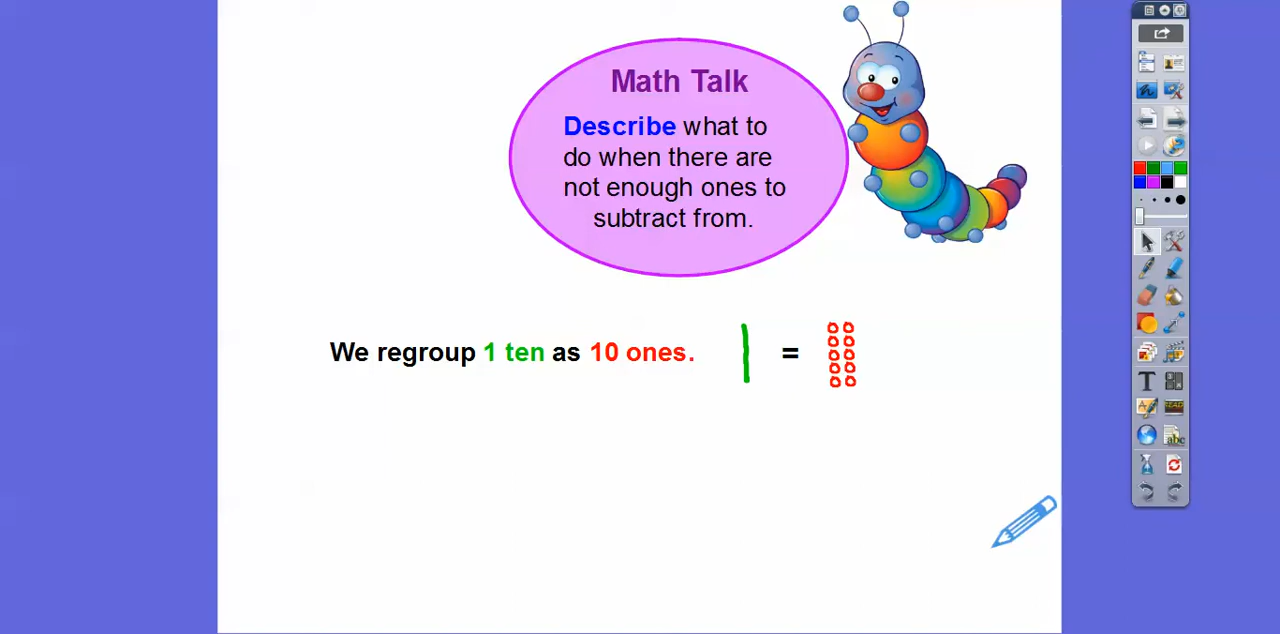 Math Talk
Describe what to
do when there are
not enough ones to
subtract from.
We regroup 1 ten as 10 ones. | =